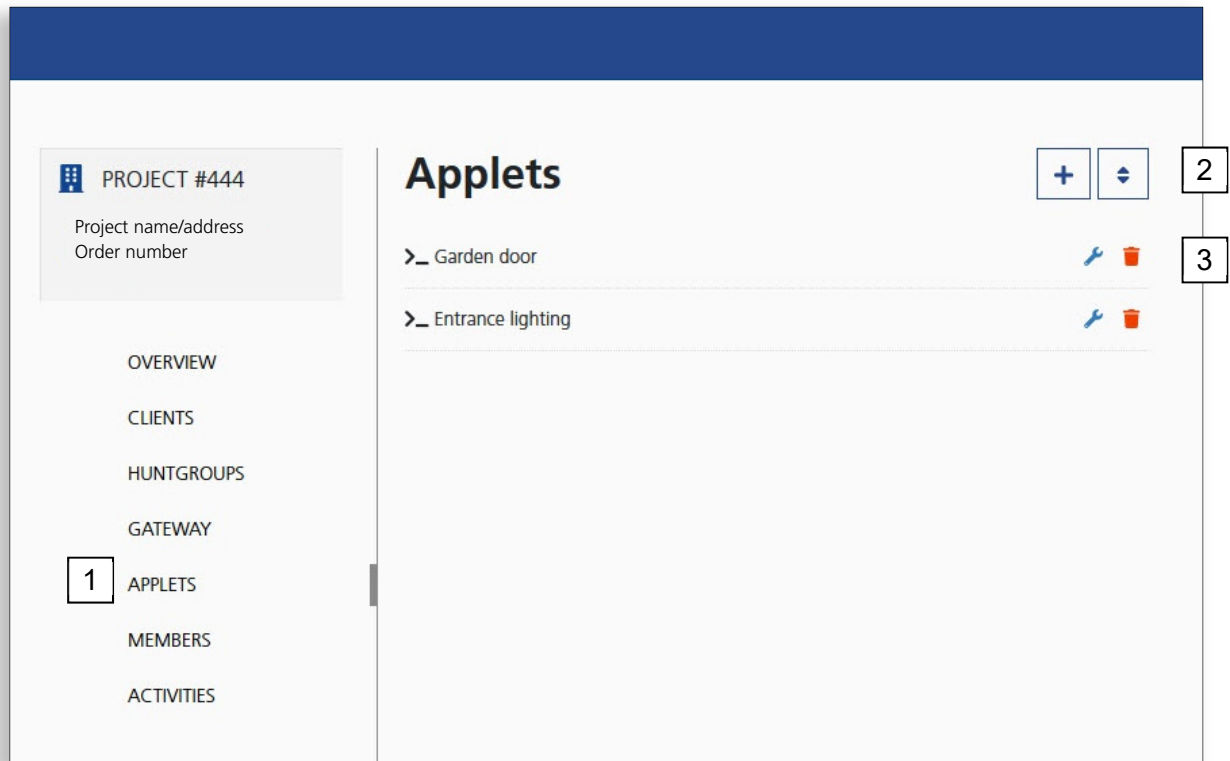 PROJECT #444
Project name/address
Order number
OVERVIEW
CLIENTS
HUNTGROUPS
GATEWAY
1 APPLETS
MEMBERS
ACTIVITIES
Applets
2
Garden door
3
Entrance lighting